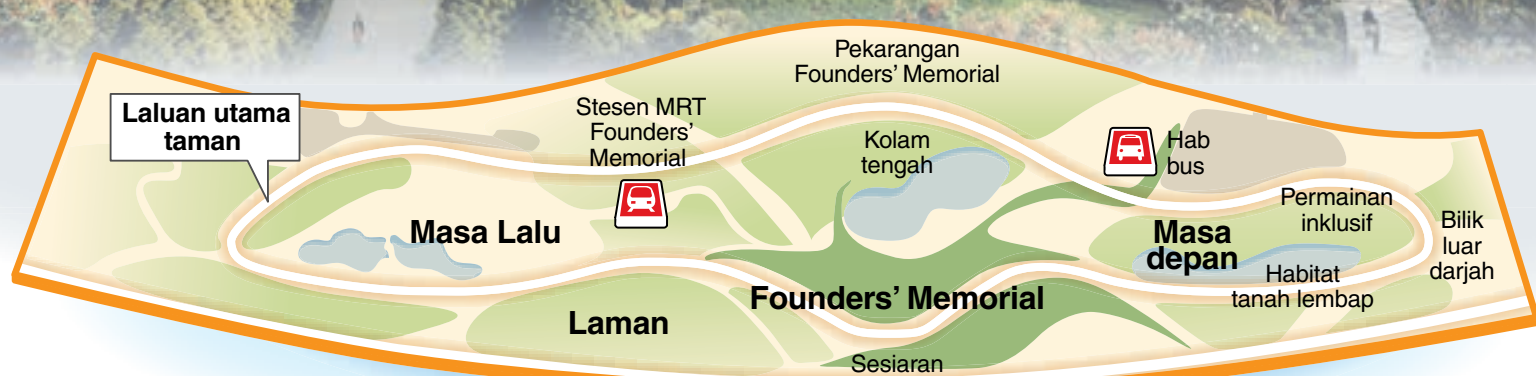 Pekarangan
Founders’ Memorial
Laluan utama
taman
Stesen MRT
Founders’
Memorial
Kolam
tengah
Hab
bus
Masa Lalu
Permainan
inklusif
Masa
depan
Bilik
luar
darjah
Habitat
tanah lembap
Founders’ Memorial
Laman
Sesiaran